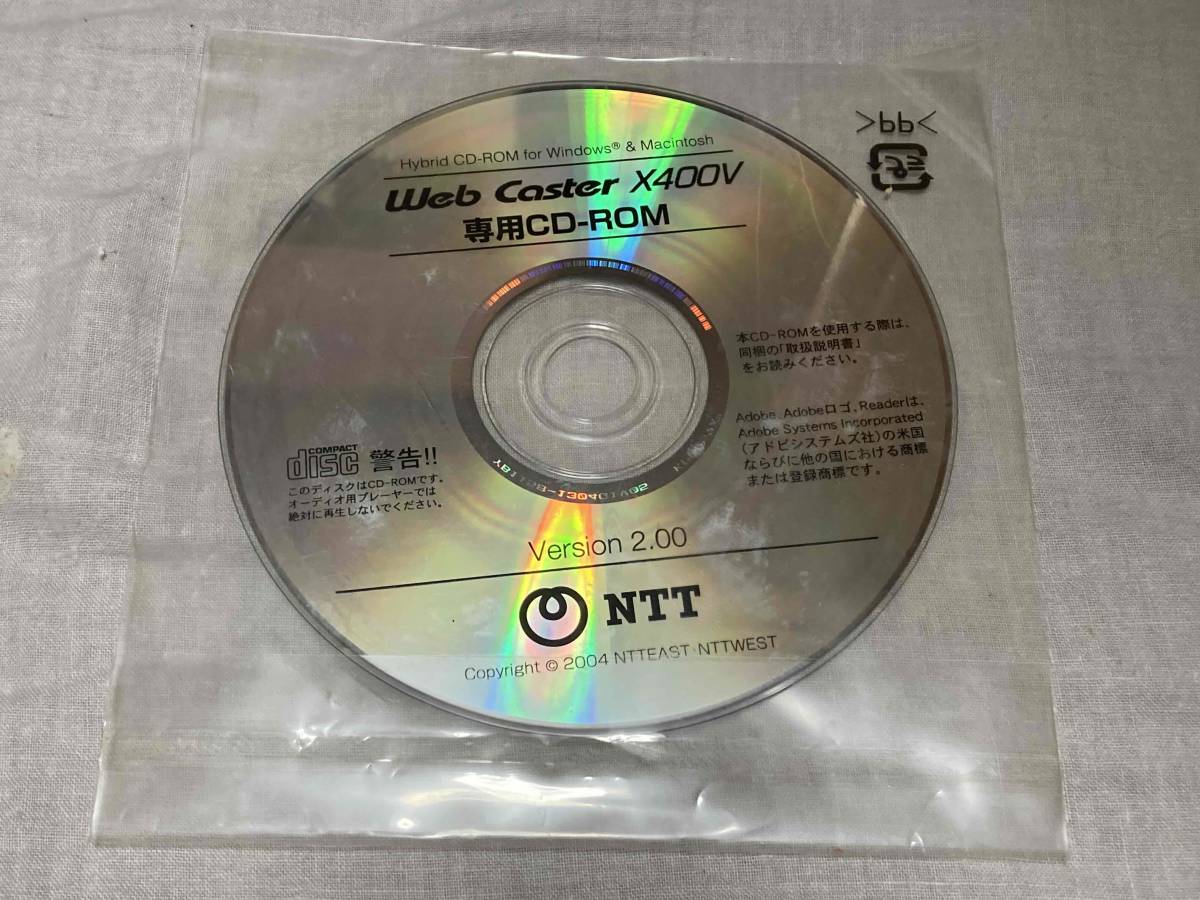 Hybrid CD-ROM for Windows® & Macintosh
Web Caster X400V
専用CD-ROM
本CD-ROMを使用する際は、
同梱の「取扱説明書」
をお読みください。
Adobe、Adobeロゴ、Readerは、
Adobe Systems Incorporated
(アドビシステムズ社)の米国
ならびに他の国における商標
または登録商標です。
COMPACT
disc
警告!!
このディスクはCD-ROMです。
オーディオ用プレーヤーでは
絶対に再生しないでください。
Version 2.00
NTT
Copyright © 2004 NTTEAST・NTTWEST
>PP<
プラ